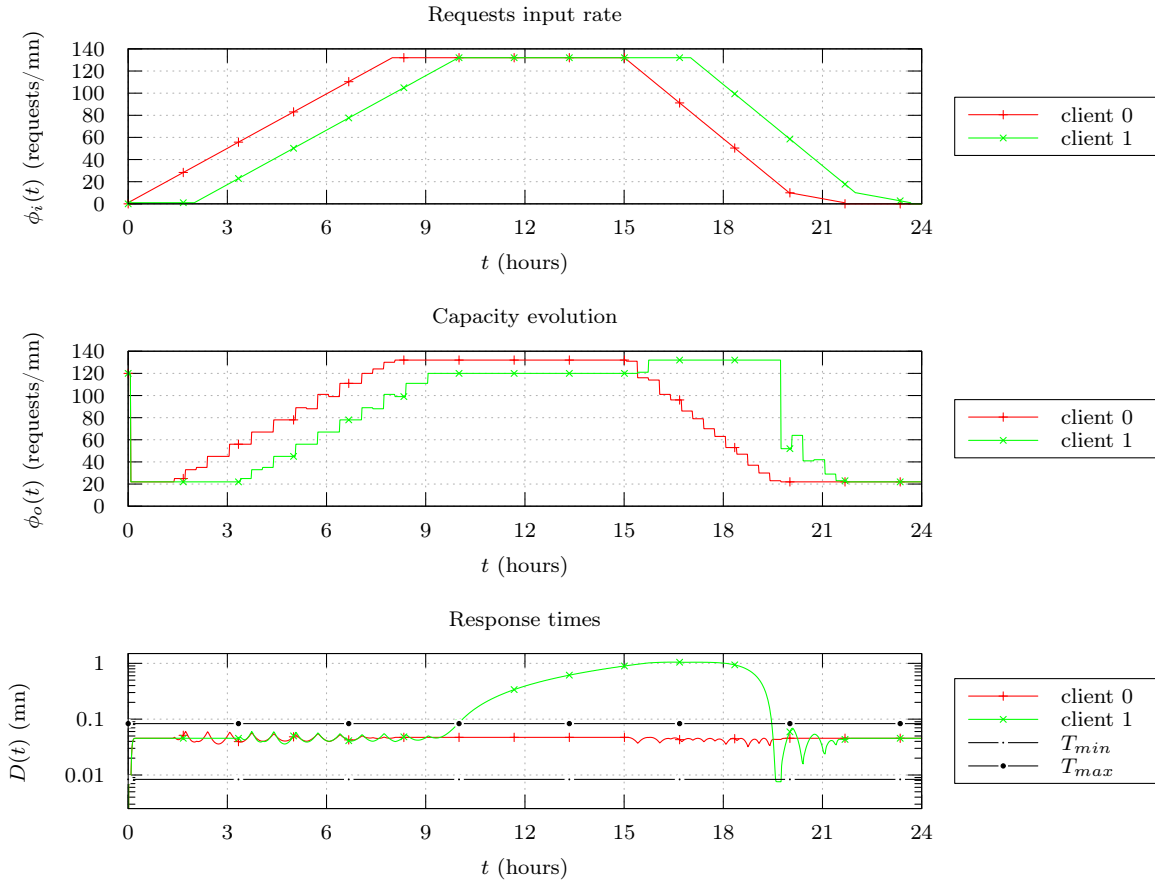 Requests input rate
ϕi(t) (requests/mn)
140
120
100
80
60
40
20
0
0 3 6 9 12 15 18 21 24
t (hours)
client 0
client 1
Capacity evolution
ϕo(t) (requests/mn)
140
120
100
80
60
40
20
0
0 3 6 9 12 15 18 21 24
t (hours)
client 0
client 1
Response times
D(t) (mn)
1
0.1
0.01
0 3 6 9 12 15 18 21 24
t (hours)
client 0
client 1
Tmin
Tmax